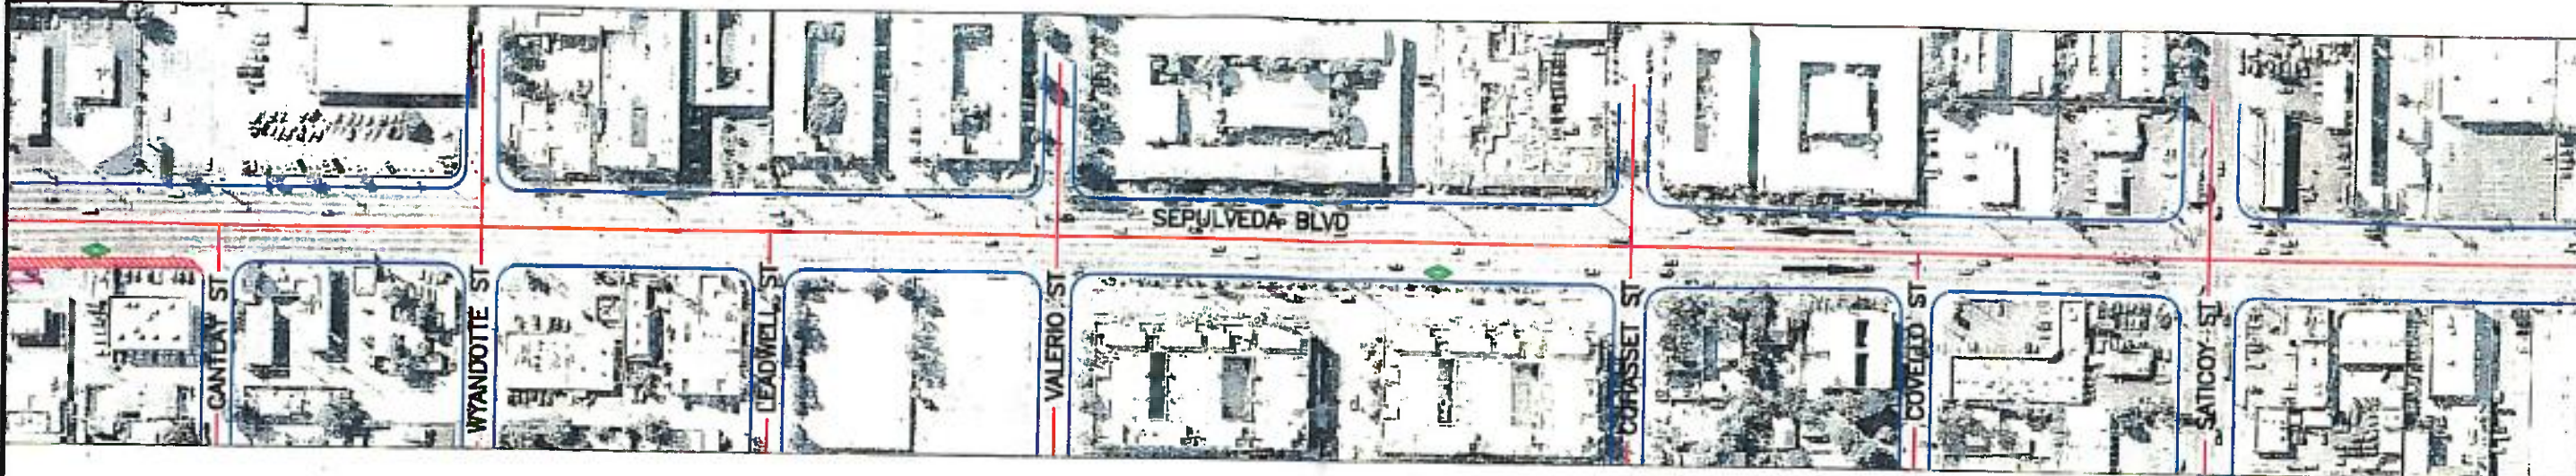 SEPULVEDA BLVD
CANTLAY ST
WYANDOTTE ST
LEADWELL ST
VALERIO ST
COHASSET ST
COVELLO ST
SATICOY ST